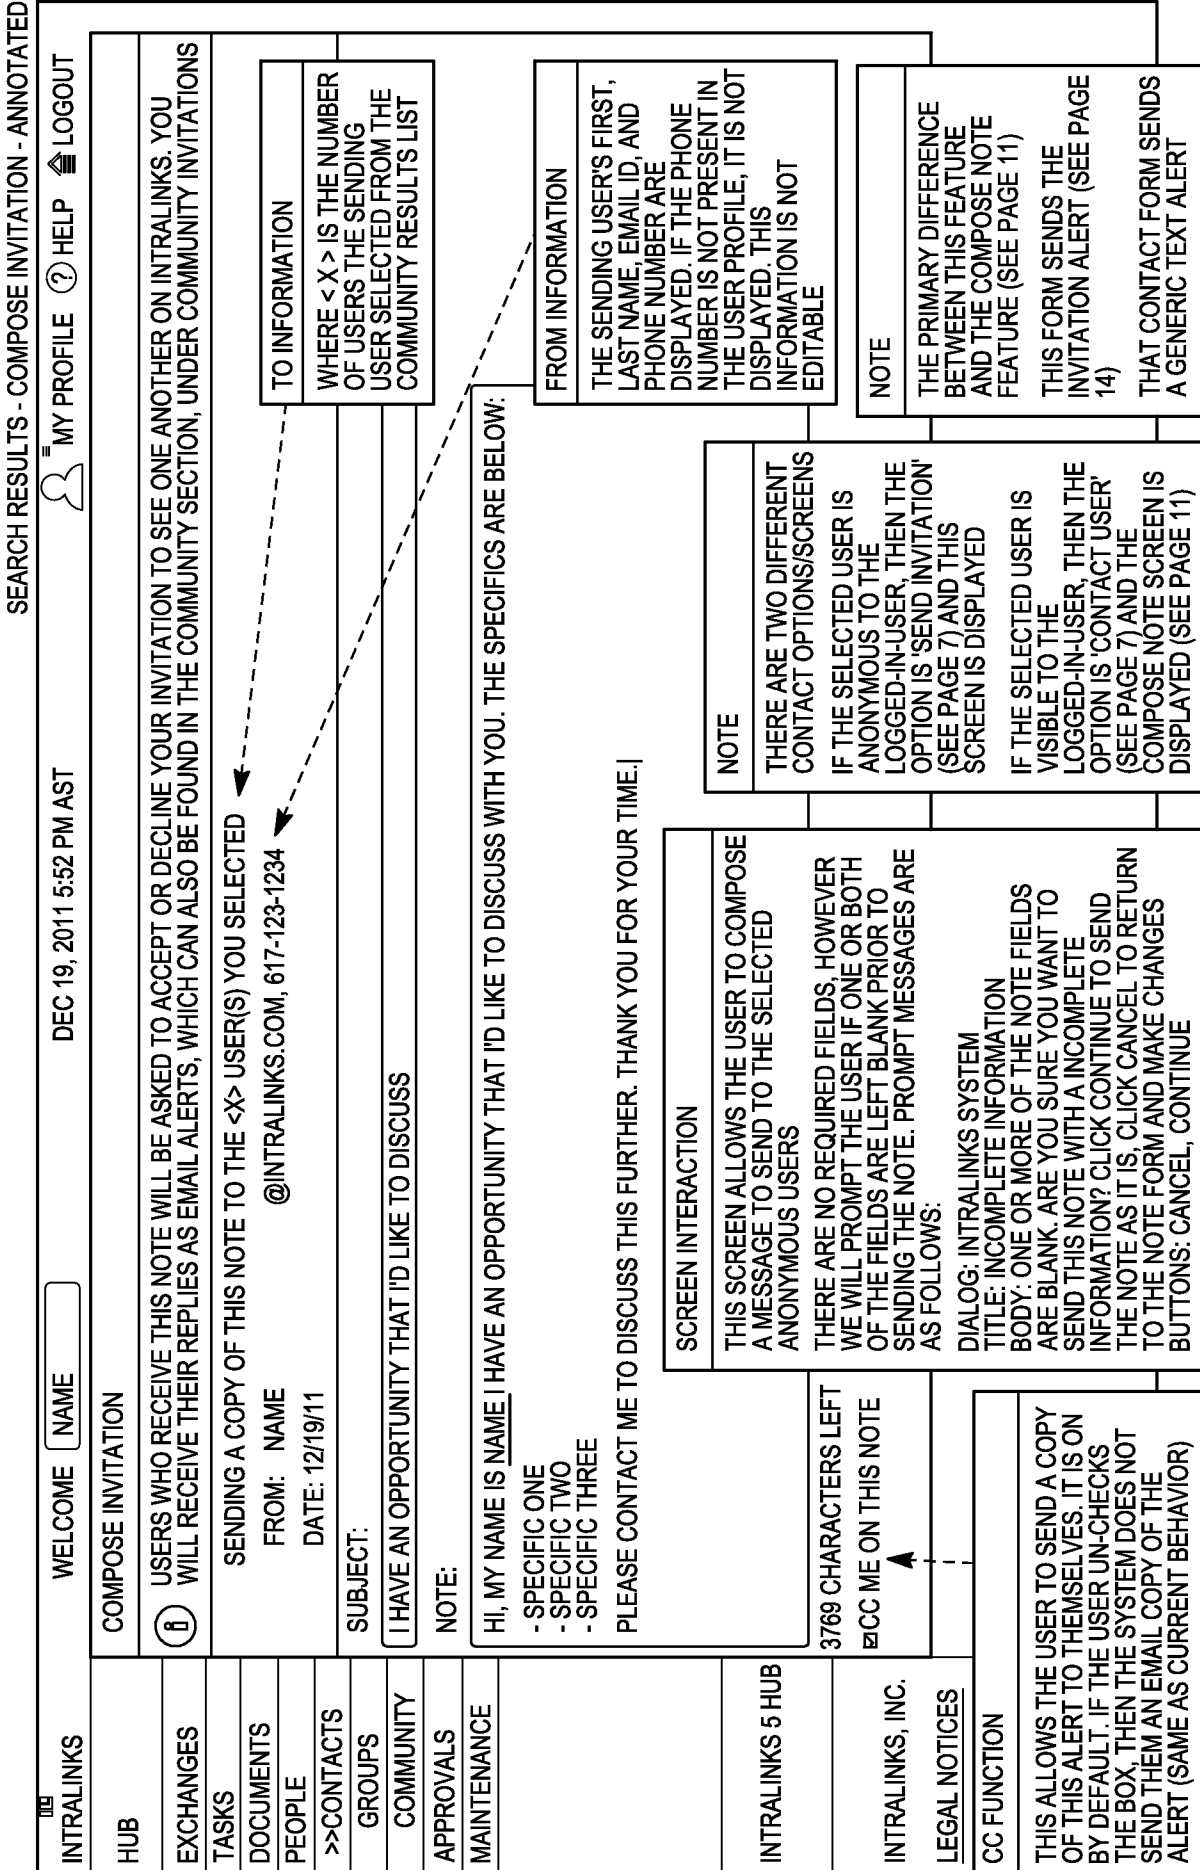 SEARCH RESULTS - COMPOSE INVITATION - ANNOTATED
INTRALINKS
WELCOME NAME
DEC 19, 2011 5:52 PM AST
MY PROFILE ? HELP LOGOUT
HUB
EXCHANGES
TASKS
DOCUMENTS
PEOPLE
>>CONTACTS
GROUPS
COMMUNITY
APPROVALS
MAINTENANCE
INTRALINKS 5 HUB
INTRALINKS, INC.
LEGAL NOTICES
COMPOSE INVITATION
USERS WHO RECEIVE THIS NOTE WILL BE ASKED TO ACCEPT OR DECLINE YOUR INVITATION TO SEE ONE ANOTHER ON INTRALINKS. YOU
WILL RECEIVE THEIR REPLIES AS EMAIL ALERTS, WHICH CAN ALSO BE FOUND IN THE COMMUNITY SECTION, UNDER COMMUNITY INVITATIONS
SENDING A COPY OF THIS NOTE TO THE <X> USER(S) YOU SELECTED
FROM: NAME @INTRALINKS.COM, 617-123-1234
DATE: 12/19/11
SUBJECT:
I HAVE AN OPPORTUNITY THAT I'D LIKE TO DISCUSS
NOTE:
HI, MY NAME IS NAME I HAVE AN OPPORTUNITY THAT I'D LIKE TO DISCUSS WITH YOU. THE SPECIFICS ARE BELOW:
- SPECIFIC ONE
- SPECIFIC TWO
- SPECIFIC THREE
PLEASE CONTACT ME TO DISCUSS THIS FURTHER. THANK YOU FOR YOUR TIME.|
3769 CHARACTERS LEFT
☑CC ME ON THIS NOTE
TO INFORMATION
WHERE < X > IS THE NUMBER
OF USERS THE SENDING
USER SELECTED FROM THE
COMMUNITY RESULTS LIST
FROM INFORMATION
THE SENDING USER'S FIRST,
LAST NAME, EMAIL ID, AND
PHONE NUMBER ARE
DISPLAYED. IF THE PHONE
NUMBER IS NOT PRESENT IN
THE USER PROFILE, IT IS NOT
DISPLAYED. THIS
INFORMATION IS NOT
EDITABLE
CC FUNCTION
THIS ALLOWS THE USER TO SEND A COPY
OF THIS ALERT TO THEMSELVES. IT IS ON
BY DEFAULT. IF THE USER UN-CHECKS
THE BOX, THEN THE SYSTEM DOES NOT
SEND THEM AN EMAIL COPY OF THE
ALERT (SAME AS CURRENT BEHAVIOR)
SCREEN INTERACTION
THIS SCREEN ALLOWS THE USER TO COMPOSE
A MESSAGE TO SEND TO THE SELECTED
ANONYMOUS USERS
THERE ARE NO REQUIRED FIELDS, HOWEVER
WE WILL PROMPT THE USER IF ONE OR BOTH
OF THE FIELDS ARE LEFT BLANK PRIOR TO
SENDING THE NOTE. PROMPT MESSAGES ARE
AS FOLLOWS:
DIALOG: INTRALINKS SYSTEM
TITLE: INCOMPLETE INFORMATION
BODY: ONE OR MORE OF THE NOTE FIELDS
ARE BLANK. ARE YOU SURE YOU WANT TO
SEND THIS NOTE WITH A INCOMPLETE
INFORMATION? CLICK CONTINUE TO SEND
THE NOTE AS IT IS, CLICK CANCEL TO RETURN
TO THE NOTE FORM AND MAKE CHANGES
BUTTONS: CANCEL, CONTINUE
NOTE
THERE ARE TWO DIFFERENT
CONTACT OPTIONS/SCREENS
IF THE SELECTED USER IS
ANONYMOUS TO THE
LOGGED-IN-USER, THEN THE
OPTION IS 'SEND INVITATION'
(SEE PAGE 7) AND THIS
SCREEN IS DISPLAYED
IF THE SELECTED USER IS
VISIBLE TO THE
LOGGED-IN-USER, THEN THE
OPTION IS 'CONTACT USER'
(SEE PAGE 7) AND THE
COMPOSE NOTE SCREEN IS
DISPLAYED (SEE PAGE 11)
NOTE
THE PRIMARY DIFFERENCE
BETWEEN THIS FEATURE
AND THE COMPOSE NOTE
FEATURE (SEE PAGE 11)
THIS FORM SENDS THE
INVITATION ALERT (SEE PAGE
14)
THAT CONTACT FORM SENDS
A GENERIC TEXT ALERT